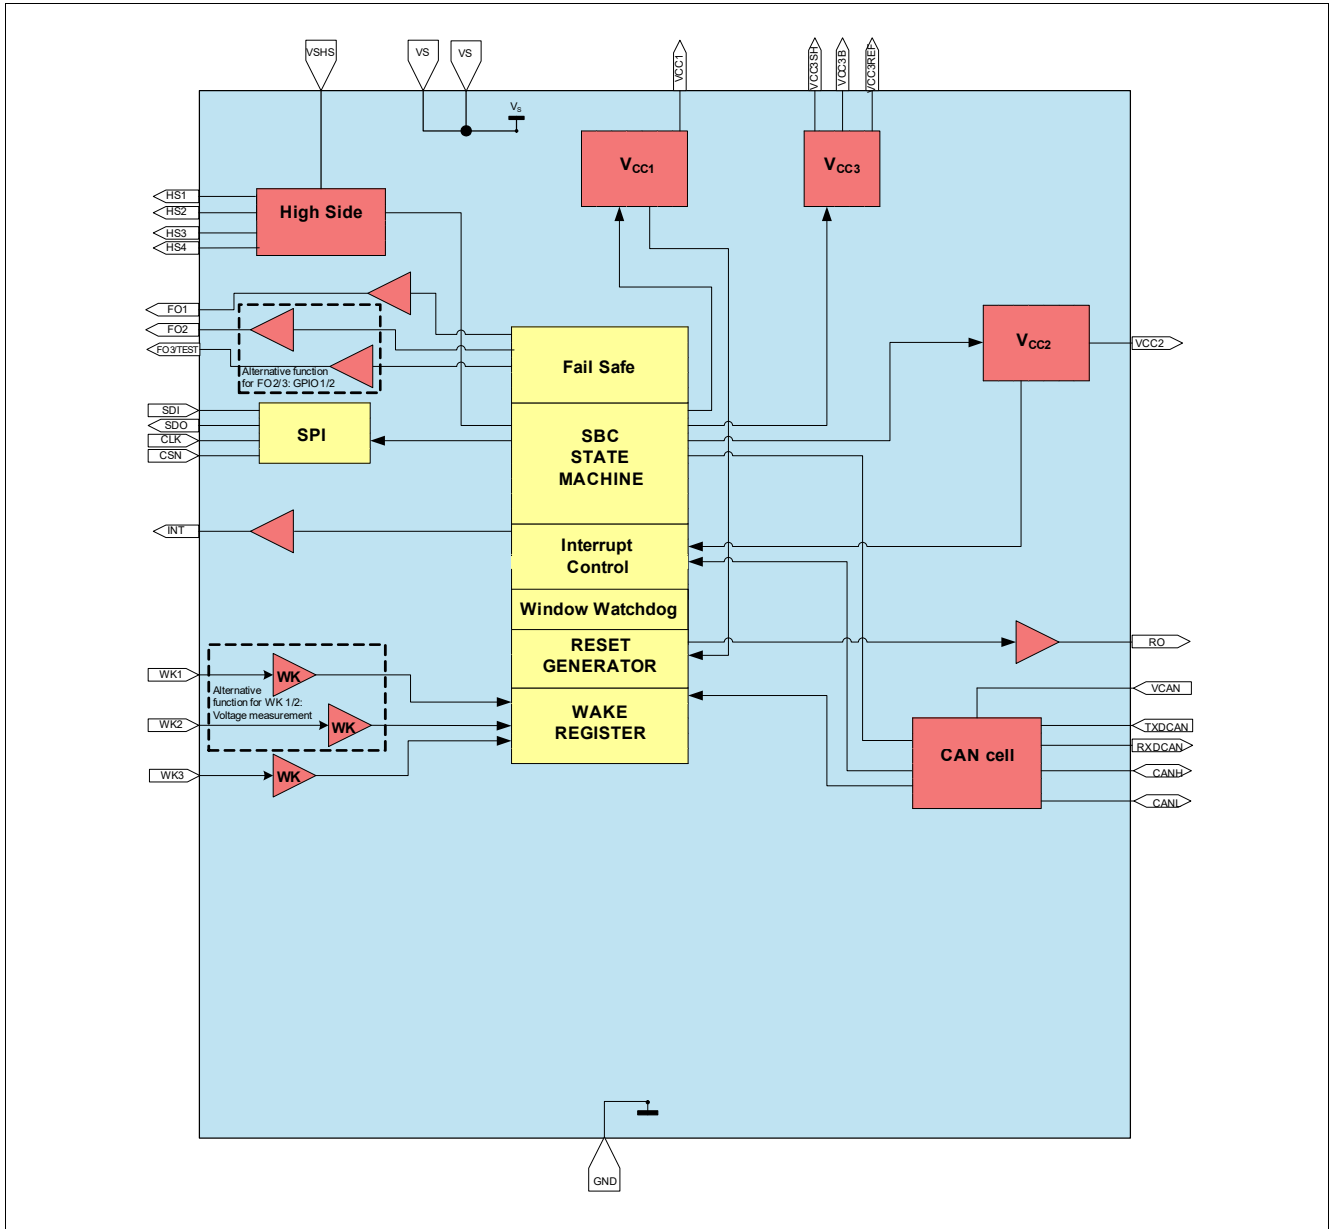 VSHS
VS
VS
VCC1
VCC3SH
VCC3B
VCC3REF
VS
VCC1
VCC3
HS1
HS2
HS3
HS4
High Side
FO1
FO2
FO3/TEST
Alternative function
for FO2/3: GPIO1/2
Fail Safe
VCC2
VCC2
SDI
SDO
CLK
CSN
SPI
SBC
STATE
MACHINE
INT
Interrupt
Control
Window Watchdog
RESET
GENERATOR
RO
WK1
WK
Alternative
function for WK 1/2:
Voltage measurement
WK2
WK
WK3
WK
WAKE
REGISTER
VCAN
TXDCAN
RXDCAN
CANH
CANL
CAN cell
GND